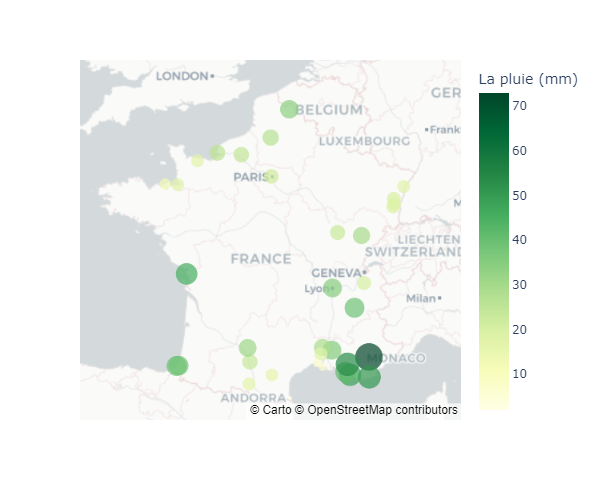 La pluie (mm)
LONDON
GER
BELGIUM
Frank
LUXEMBOURG
PARIS
M
LIECHTEN
SWITZERLAND
FRANCE
GENEVA
Lyon
Milan
MONACO
ANDORRA
© Carto © OpenStreetMap contributors
70
60
50
40
30
20
10